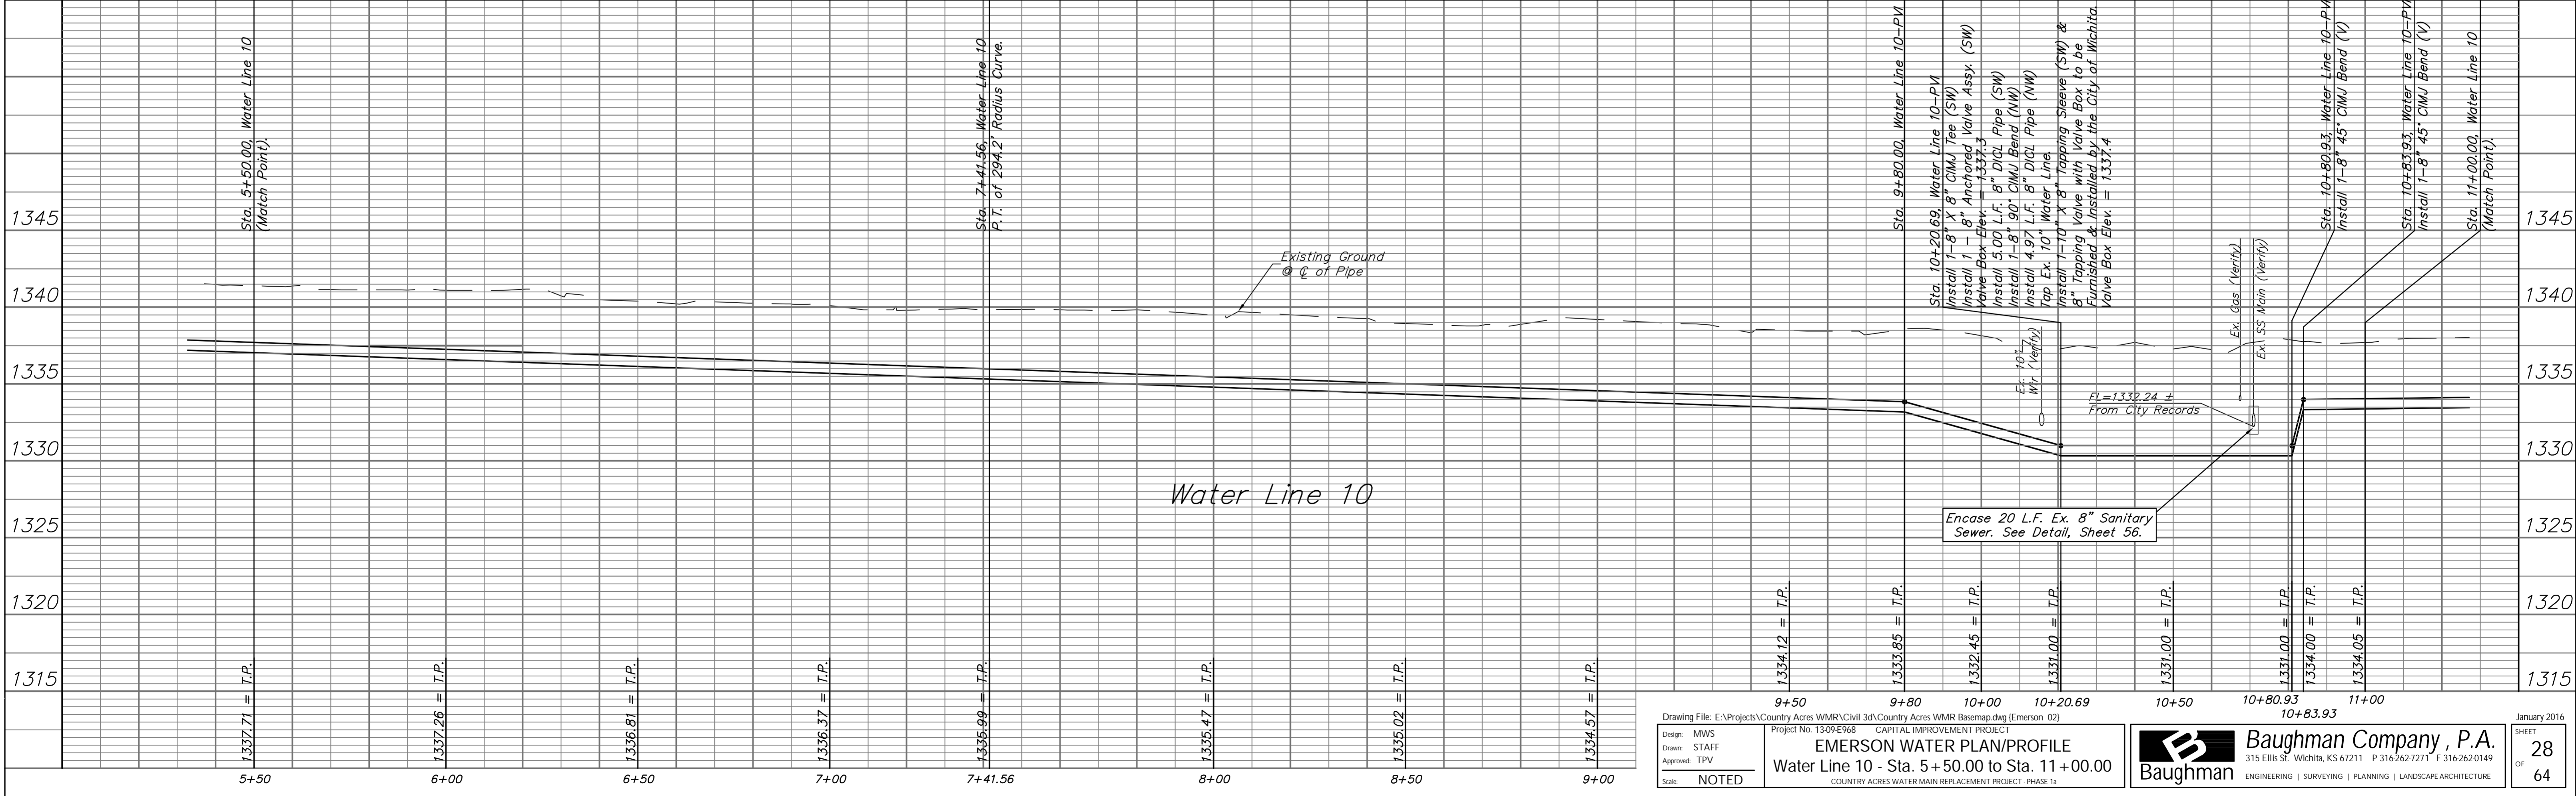 Sta. 5+50.00, Water Line 10
(Match Point).
Sta. 7+41.56, Water Line 10
P.T. of 294.2' Radius Curve.
Sta. 9+80.00, Water Line 10-PVI
Sta. 10+20.69, Water Line 10-PVI
Install 1-8" X 8" CIMJ Tee (SW)
Install 1 - 8" Anchored Valve Assy. (SW)
Valve Box Elev. = 1337.3
Install 5.00 L.F. 8" DICL Pipe (SW)
Install 1-8" 90° CIMJ Bend (NW)
Install 4.97 L.F. 8" DICL Pipe (NW)
Tap Ex. 10" Water Line.
Install 1-10" X 8" Tapping Sleeve (SW) &
8" Tapping Valve with Valve Box to be
Furnished & Installed by the City of Wichita.
Valve Box Elev. = 1337.4
Sta. 10+80.93, Water Line 10-PVI
Install 1-8" 45° CIMJ Bend (V)
Sta. 10+83.93, Water Line 10-PVI
Install 1-8" 45° CIMJ Bend (V)
Sta. 11+00.00, Water Line 10
(Match Point).
1345
1345
1340
1340
1335
1335
1330
1330
1325
1325
1320
1320
1315
1315
Existing Ground
@ ℄ of Pipe
Ex. 10"
Wtr (Verify)
Ex. Gas (Verify)
Ex. SS Main (Verify)
FL=1332.24 ±
From City Records
Water Line 10
Encase 20 L.F. Ex. 8" Sanitary
Sewer. See Detail, Sheet 56.
1337.71 = T.P.
1337.26 = T.P.
1336.81 = T.P.
1336.37 = T.P.
1335.99 = T.P.
1335.47 = T.P.
1335.02 = T.P.
1334.57 = T.P.
1334.12 = T.P.
1333.85 = T.P.
1332.45 = T.P.
1331.00 = T.P.
1331.00 = T.P.
1331.00 = T.P.
1334.00 = T.P.
1334.05 = T.P.
5+50
6+00
6+50
7+00
7+41.56
8+00
8+50
9+00
9+50
9+80
10+00
10+20.69
10+50
10+80.93
10+83.93
11+00
Drawing File: E:\Projects\Country Acres WMR\Civil 3d\Country Acres WMR Basemap.dwg (Emerson 02)
January 2016
Design: MWS
Drawn: STAFF
Approved: TPV
Scale: NOTED
Project No. 13-09-E968 CAPITAL IMPROVEMENT PROJECT
EMERSON WATER PLAN/PROFILE
Water Line 10 - Sta. 5+50.00 to Sta. 11+00.00
COUNTRY ACRES WATER MAIN REPLACEMENT PROJECT - PHASE 1a
Baughman
Baughman Company, P.A.
315 Ellis St. Wichita, KS 67211 P 316-262-7271 F 316-262-0149
ENGINEERING | SURVEYING | PLANNING | LANDSCAPE ARCHITECTURE
SHEET
28
OF
64